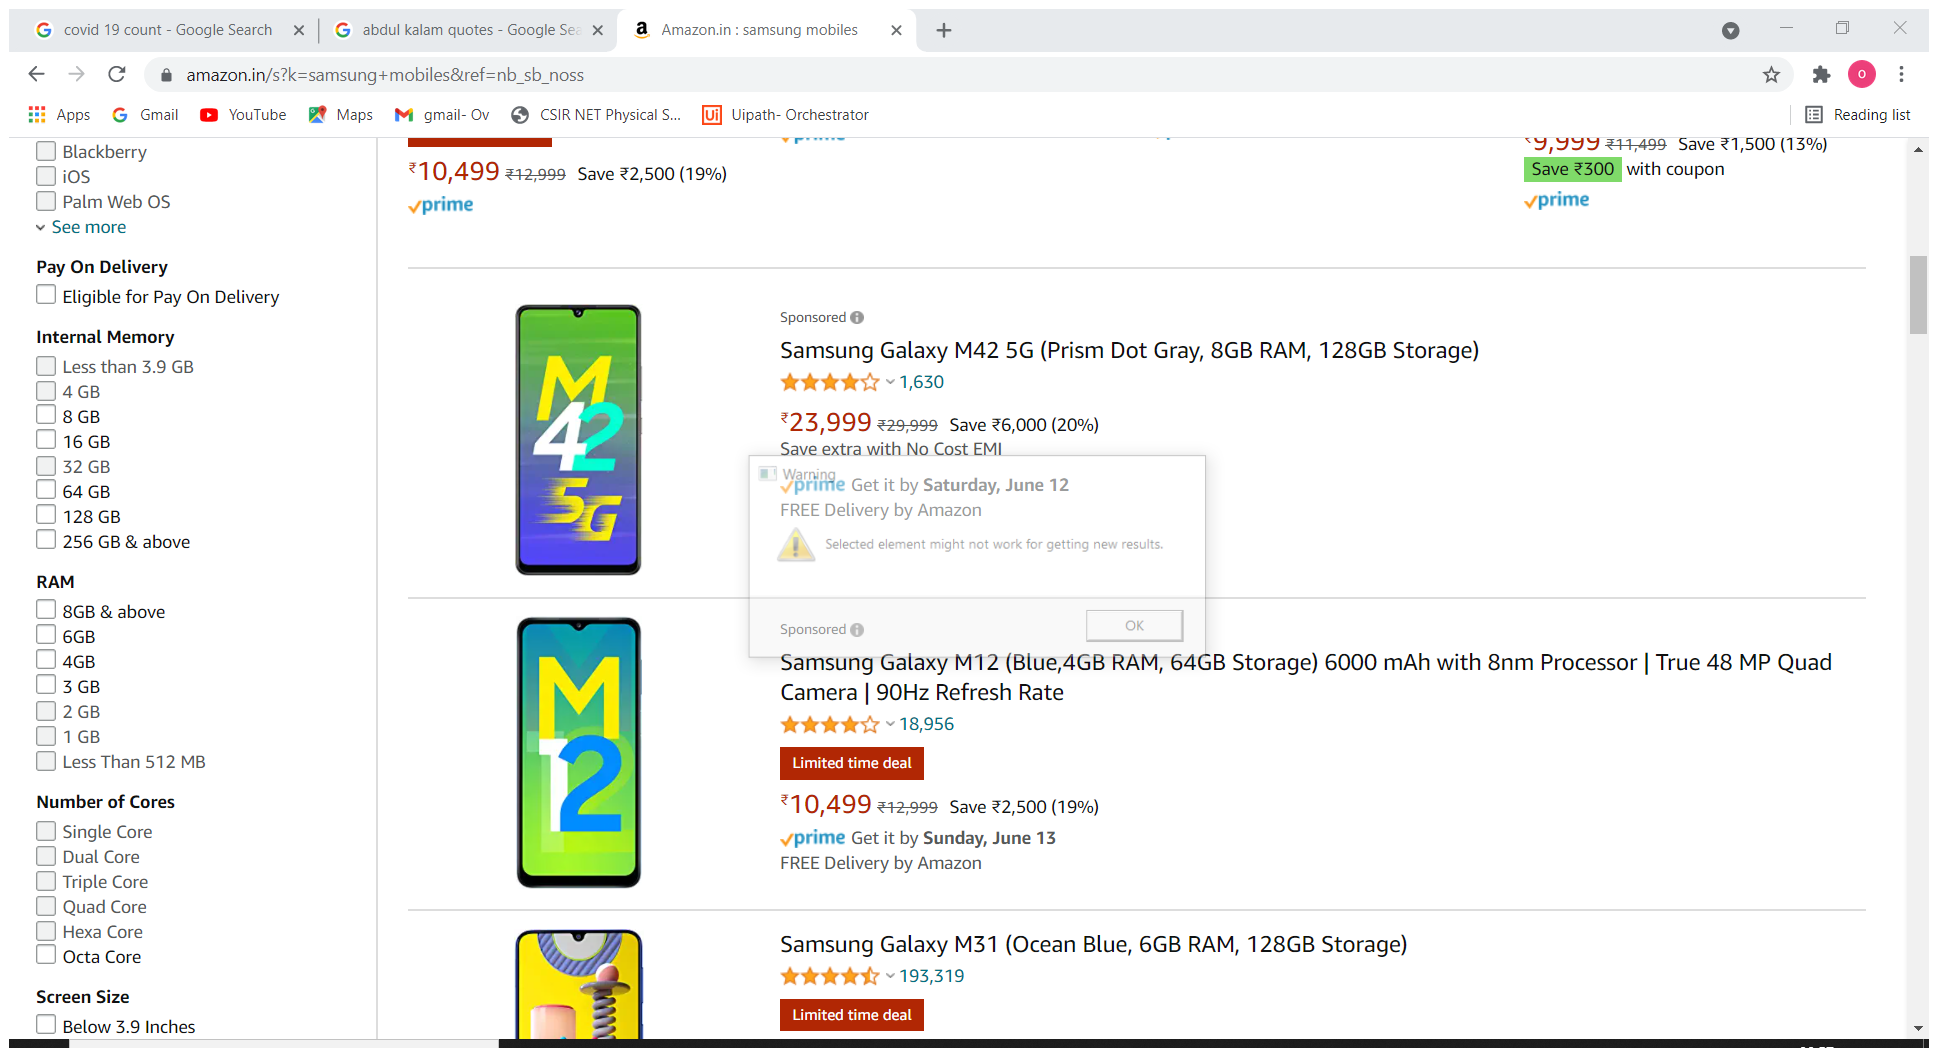 covid 19 count - Google Search
abdul kalam quotes - Google Sea
Amazon.in : samsung mobiles
amazon.in/s?k=samsung+mobiles&ref=nb_sb_noss
O
Apps
Gmail
YouTube
Maps
gmail- Ov
CSIR NET Physical S...
Ui Uipath- Orchestrator
Reading list
Blackberry
iOS
Palm Web OS
See more
Pay On Delivery
Eligible for Pay On Delivery
Internal Memory
Less than 3.9 GB
4 GB
8 GB
16 GB
32 GB
64 GB
128 GB
256 GB & above
RAM
8GB & above
6GB
4GB
3 GB
2 GB
1 GB
Less Than 512 MB
Number of Cores
Single Core
Dual Core
Triple Core
Quad Core
Hexa Core
Octa Core
Screen Size
Below 3.9 Inches
₹10,499 ₹12,999 Save ₹2,500 (19%)
prime
prime
₹9,999 ₹11,499 Save ₹1,500 (13%)
Save ₹300 with coupon
prime
M
42
5G
Sponsored
Samsung Galaxy M42 5G (Prism Dot Gray, 8GB RAM, 128GB Storage)
1,630
₹23,999 ₹29,999 Save ₹6,000 (20%)
Save extra with No Cost EMI
prime Get it by Saturday, June 12
FREE Delivery by Amazon
Warning
Selected element might not work for getting new results.
OK
M
12
Sponsored
Samsung Galaxy M12 (Blue,4GB RAM, 64GB Storage) 6000 mAh with 8nm Processor | True 48 MP Quad
Camera | 90Hz Refresh Rate
18,956
Limited time deal
₹10,499 ₹12,999 Save ₹2,500 (19%)
prime Get it by Sunday, June 13
FREE Delivery by Amazon
Samsung Galaxy M31 (Ocean Blue, 6GB RAM, 128GB Storage)
193,319
Limited time deal